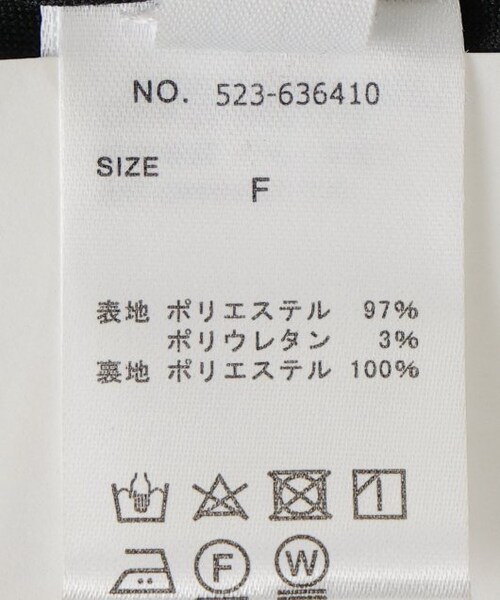 NO. 523-636410
SIZE
F
表地 ポリエステル 97%
ポリウレタン 3%
裏地 ポリエステル 100%
F W